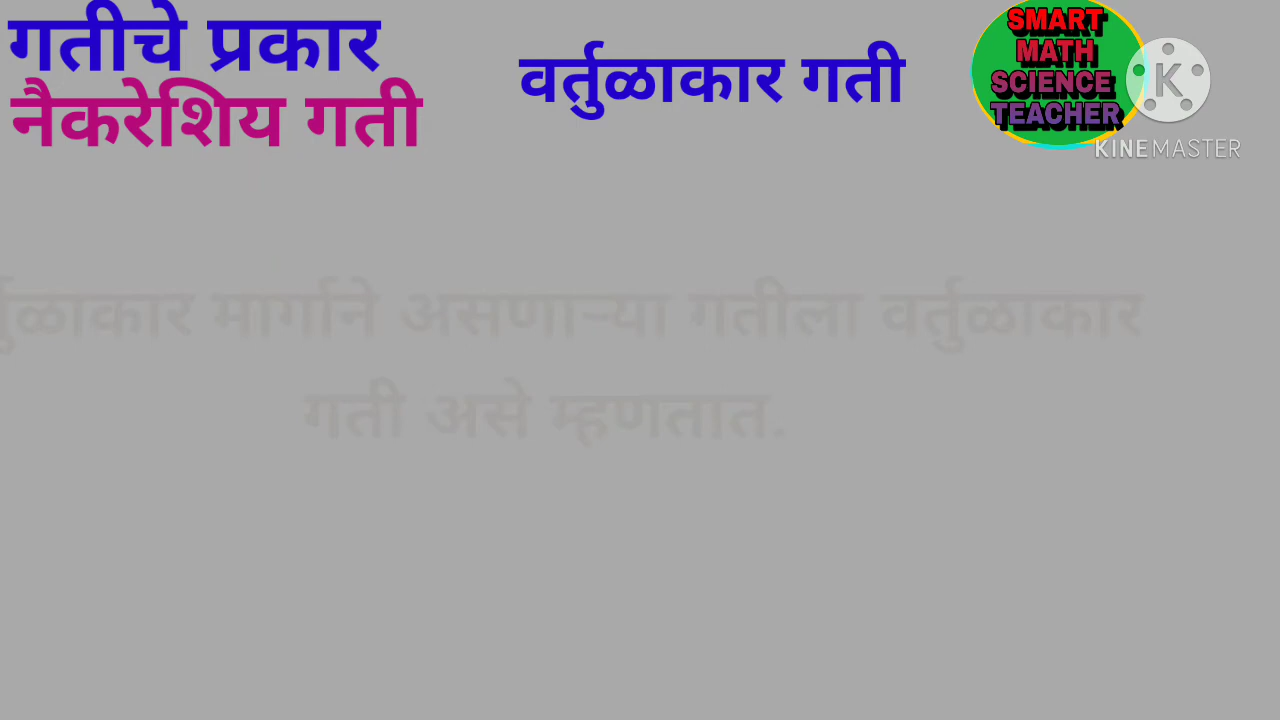 गतीचे प्रकार
नैकरेशिय गती
वर्तुळाकार गती
SMART
MATH
SCIENCE
TEACHER
K
KINEMASTER
मार्गाने असणाऱ्या गतीला वर्तुळाकार
गती असे म्हणतात.